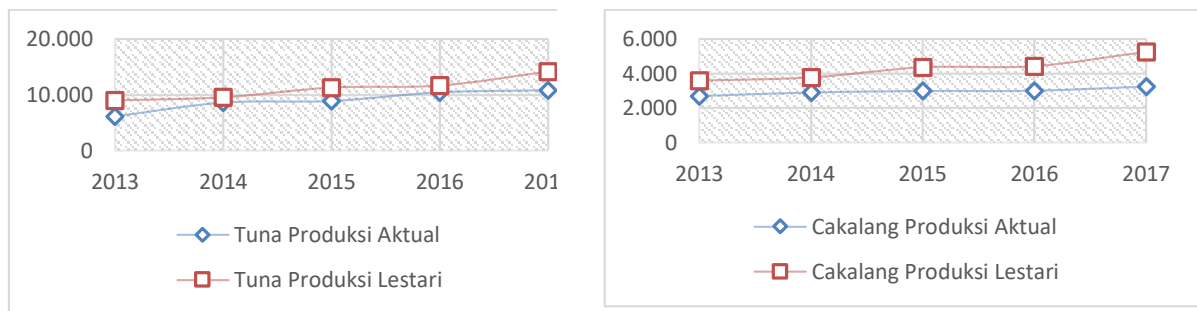 20.000
10.000
0
2013 2014 2015 2016 201
Tuna Produksi Aktual
Tuna Produksi Lestari
6.000
4.000
2.000
0
2013 2014 2015 2016 2017
Cakalang Produksi Aktual
Cakalang Produksi Lestari